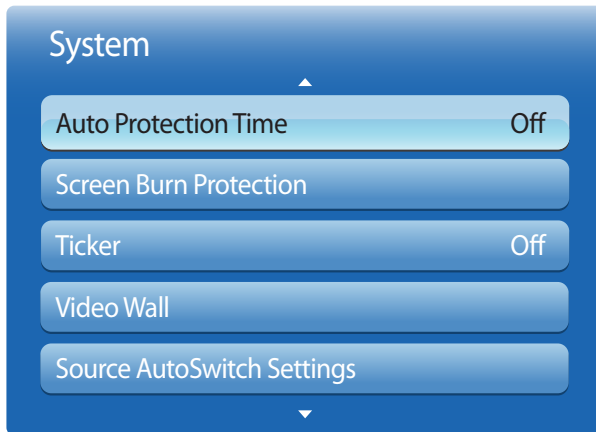 System
Auto Protection Time Off
Screen Burn Protection
Ticker Off
Video Wall
Source AutoSwitch Settings